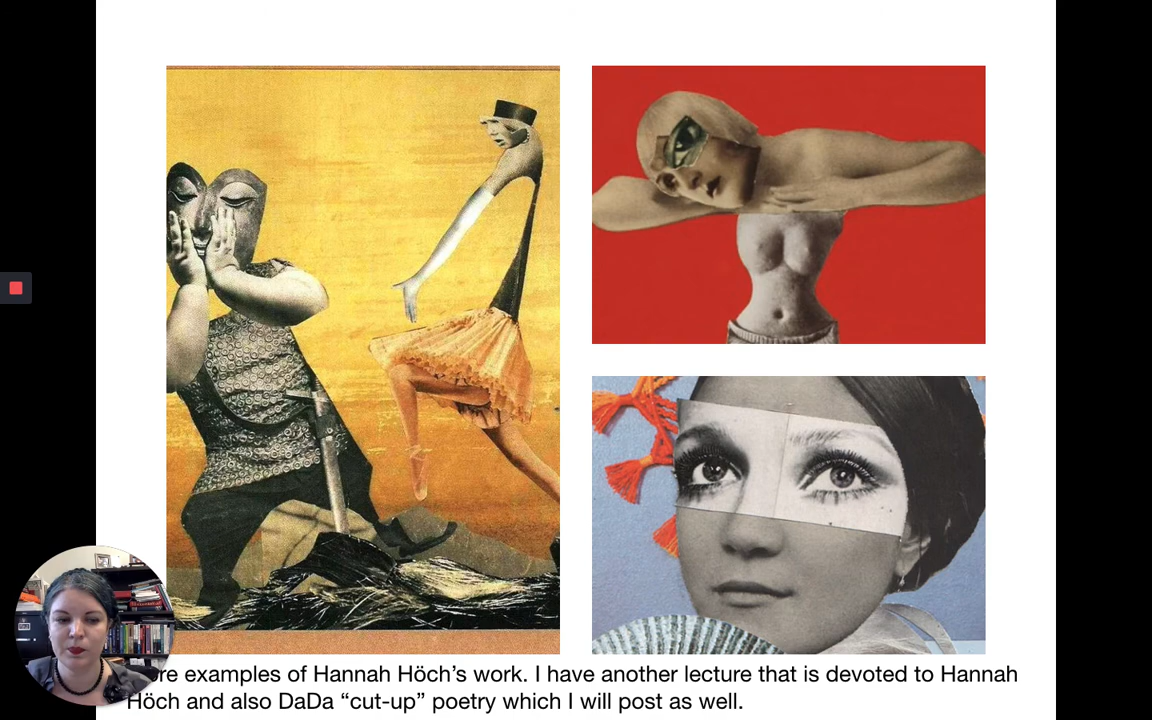 examples of Hannah Höch’s work. I have another lecture that is devoted to Hannah
Höch and also DaDa “cut-up” poetry which I will post as well.